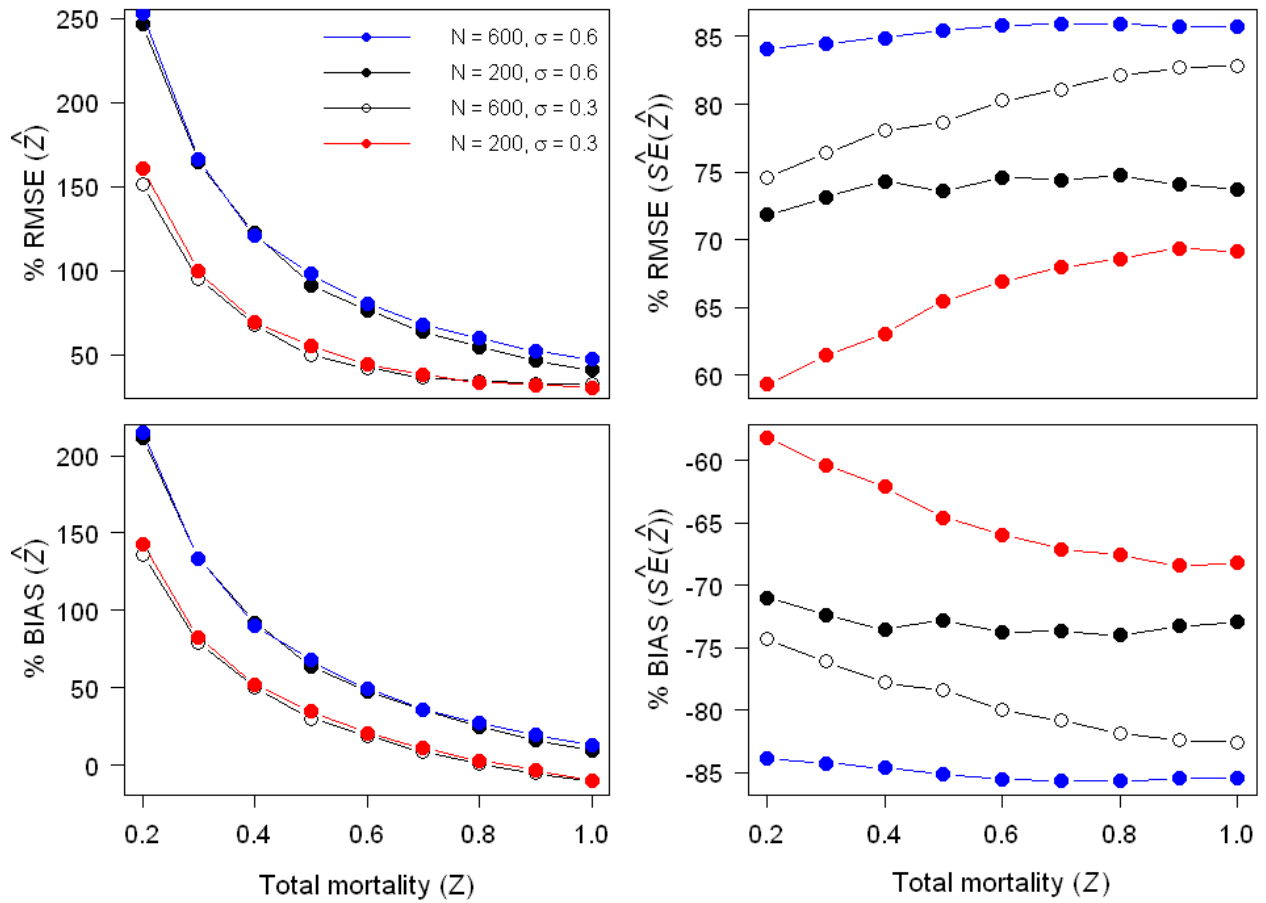 250
200
150
100
50
% RMSE (Ẑ)
N = 600, σ = 0.6
N = 200, σ = 0.6
N = 600, σ = 0.3
N = 200, σ = 0.3
85
80
75
70
65
60
% RMSE (SÊ(Ẑ))
200
150
100
50
0
% BIAS (Ẑ)
0.2 0.4 0.6 0.8 1.0
Total mortality (Z)
-60
-65
-70
-75
-80
-85
% BIAS (SÊ(Ẑ))
0.2 0.4 0.6 0.8 1.0
Total mortality (Z)